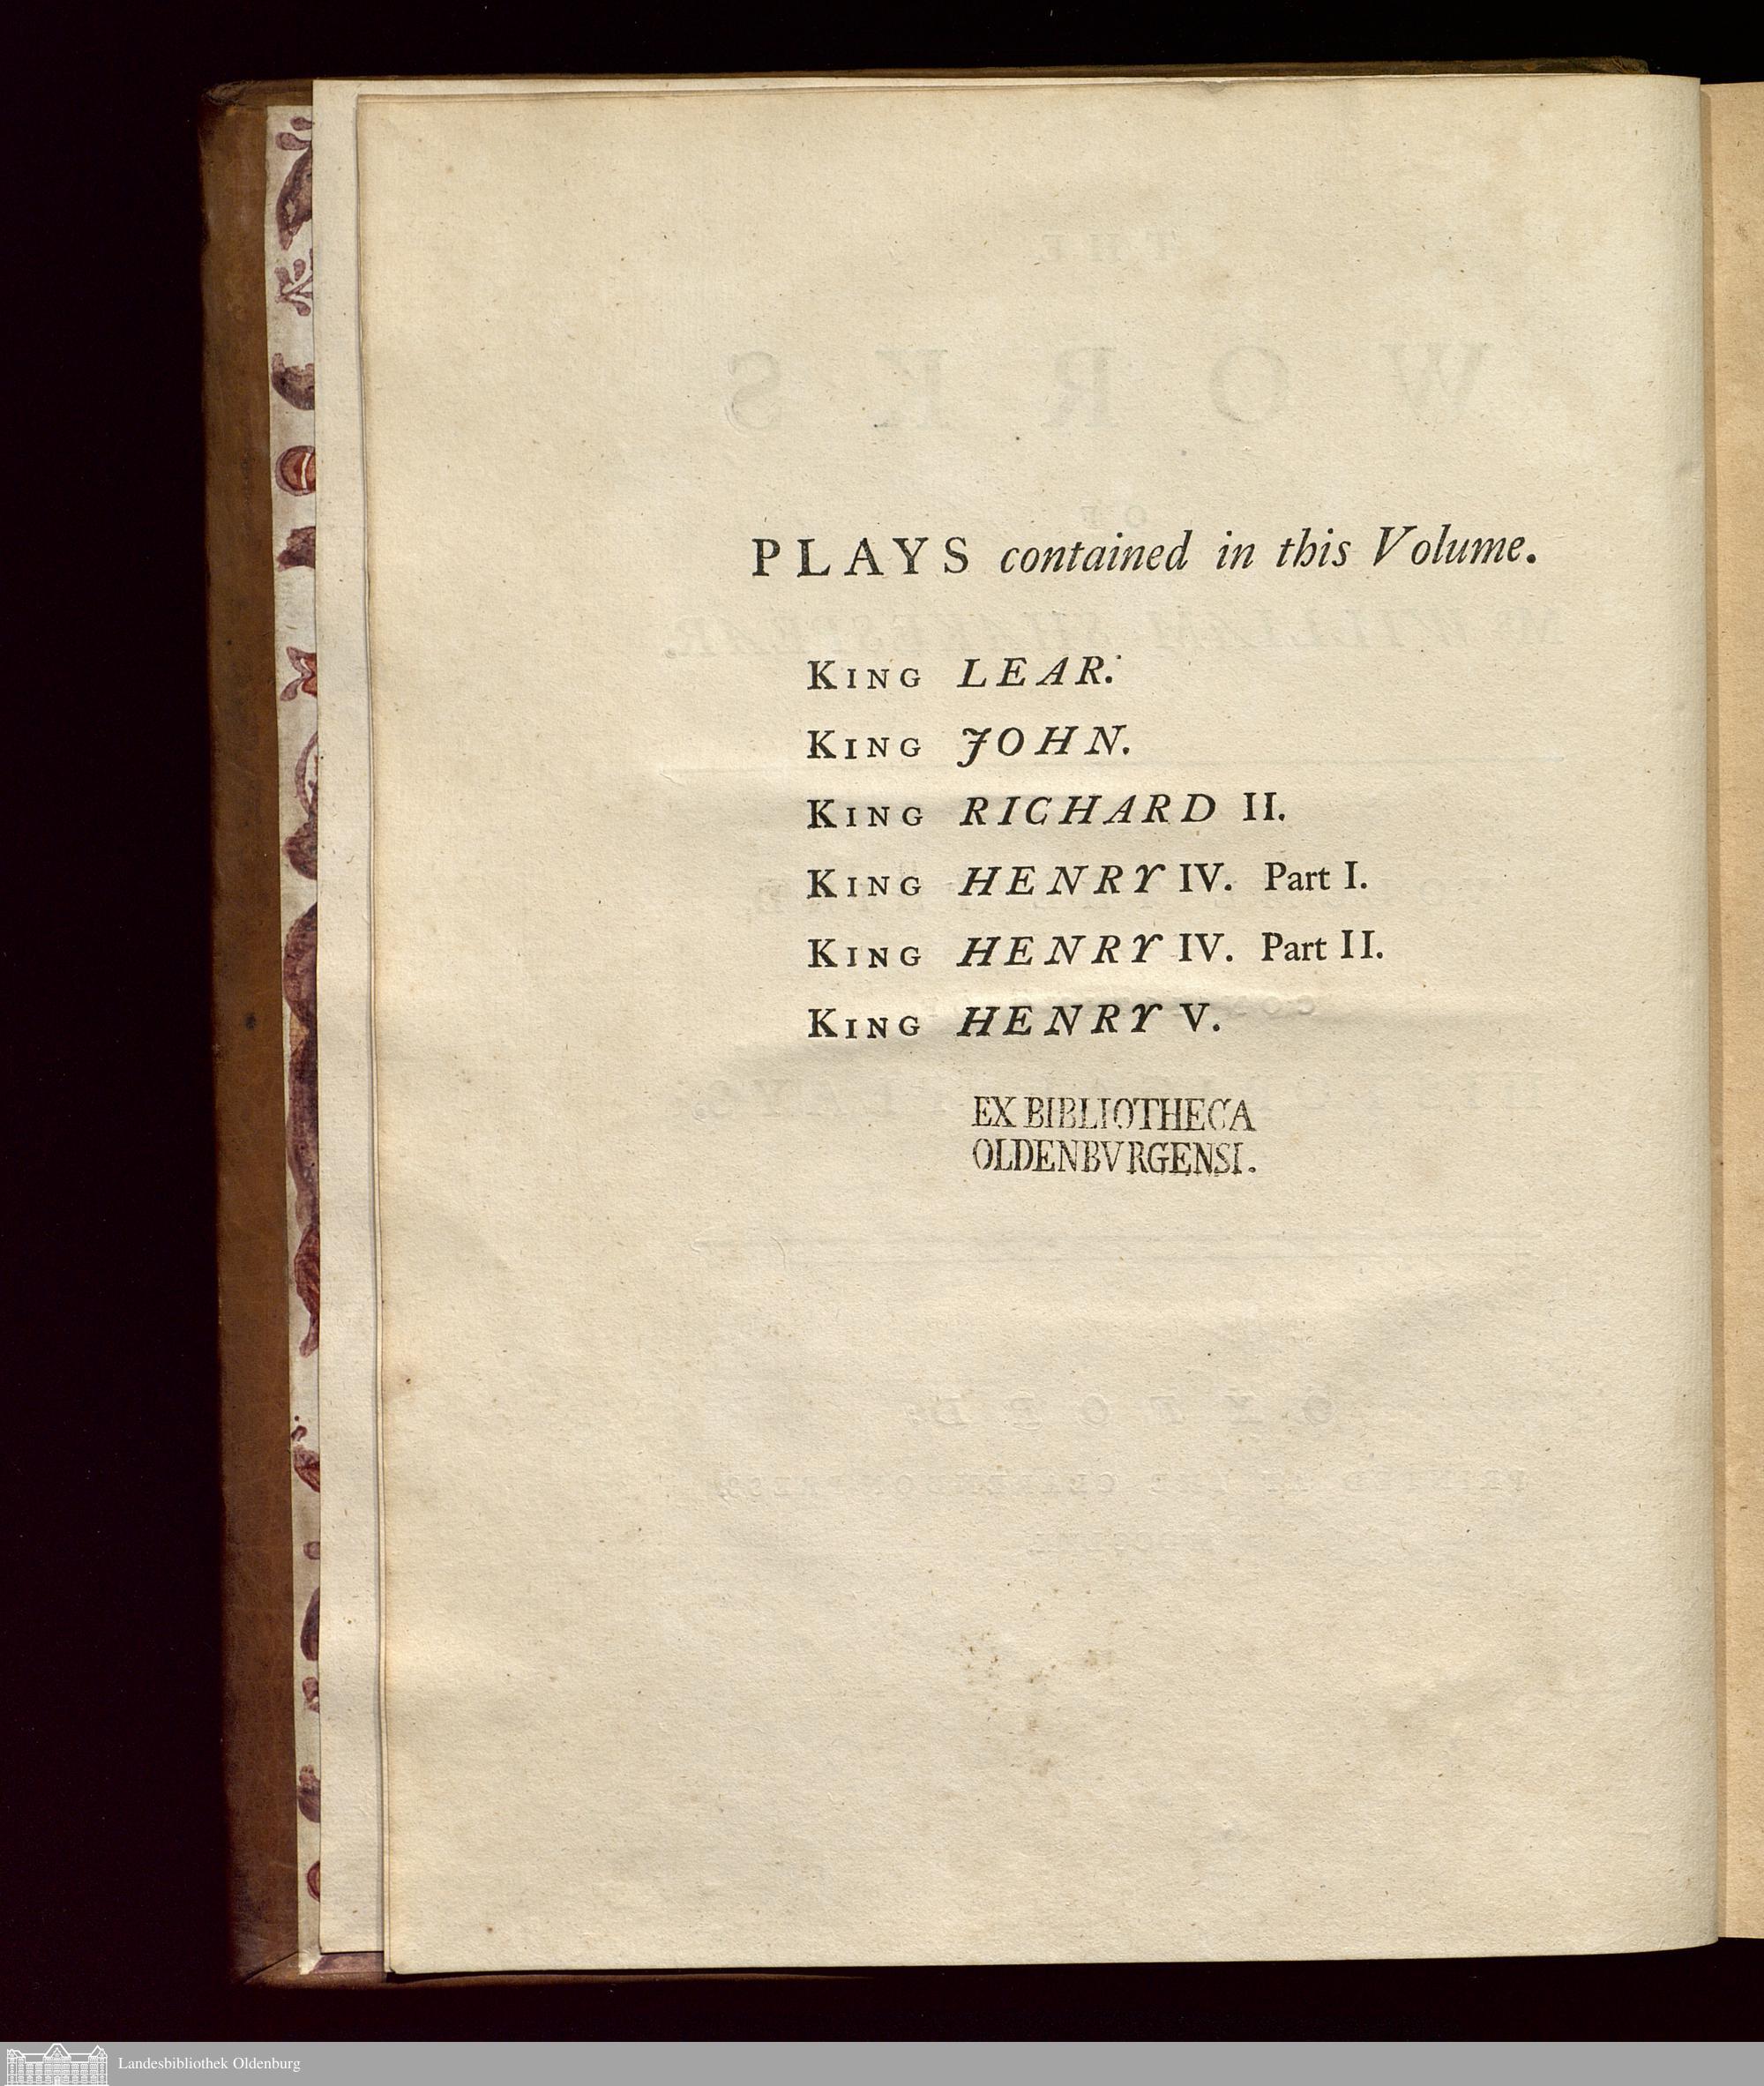 PLAYS contained in this Volume.
KING LEAR.
KING JOHN.
KING RICHARD II.
KING HENRY IV. Part I.
KING HENRY IV. Part II.
KING HENRY V.
EX BIBLIOTHECA
OLDENBVRGENSI.
Landesbibliothek Oldenburg